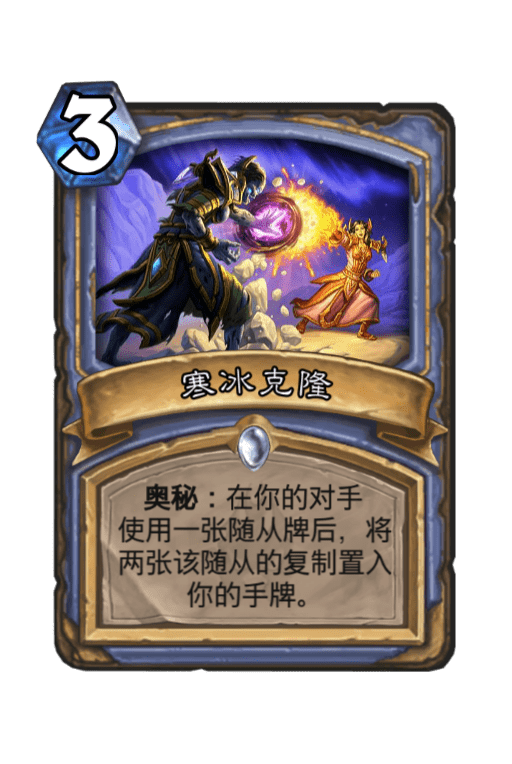 3
寒冰克隆
奥秘：在你的对手
使用一张随从牌后，将
两张该随从的复制置入
你的手牌。